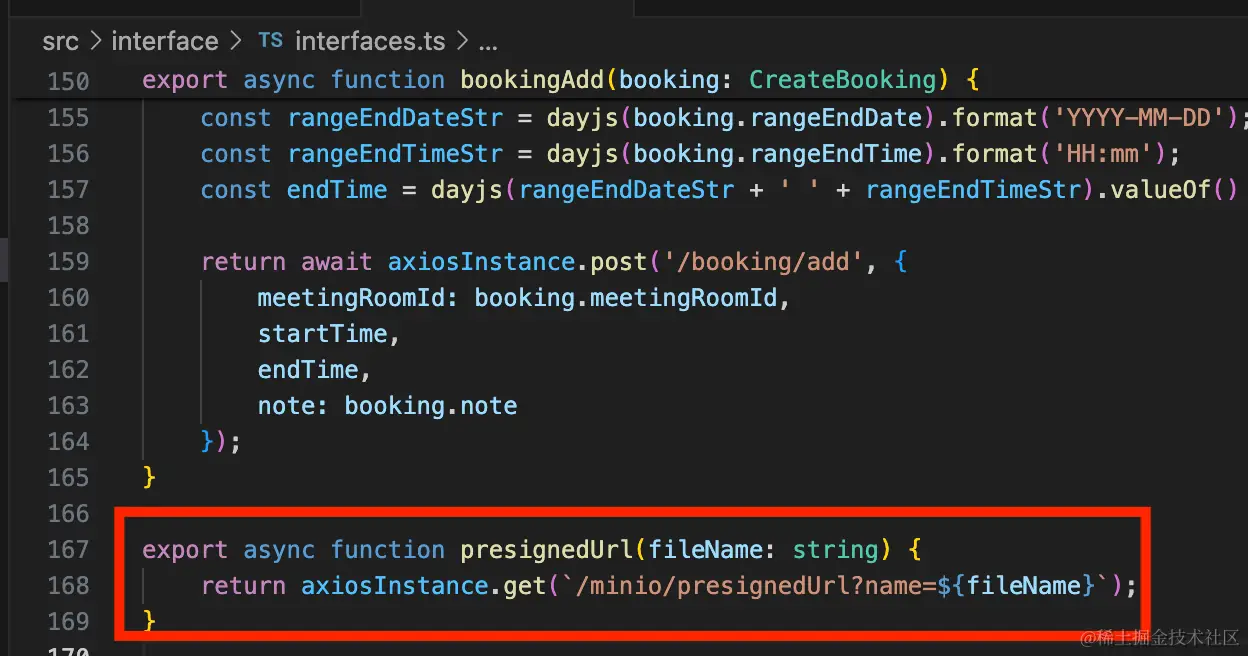 src > interface > TS interfaces.ts > ...
150 export async function bookingAdd(booking: CreateBooking) {
155 const rangeEndDateStr = dayjs(booking.rangeEndDate).format('YYYY-MM-DD');
156 const rangeEndTimeStr = dayjs(booking.rangeEndTime).format('HH:mm');
157 const endTime = dayjs(rangeEndDateStr + ' ' + rangeEndTimeStr).valueOf()
158
159 return await axiosInstance.post('/booking/add', {
160 meetingRoomId: booking.meetingRoomId,
161 startTime,
162 endTime,
163 note: booking.note
164 });
165 }
166
167 export async function presignedUrl(fileName: string) {
168 return axiosInstance.get(`/minio/presignedUrl?name=${fileName}`);
169 }
170
@稀土掘金技术社区